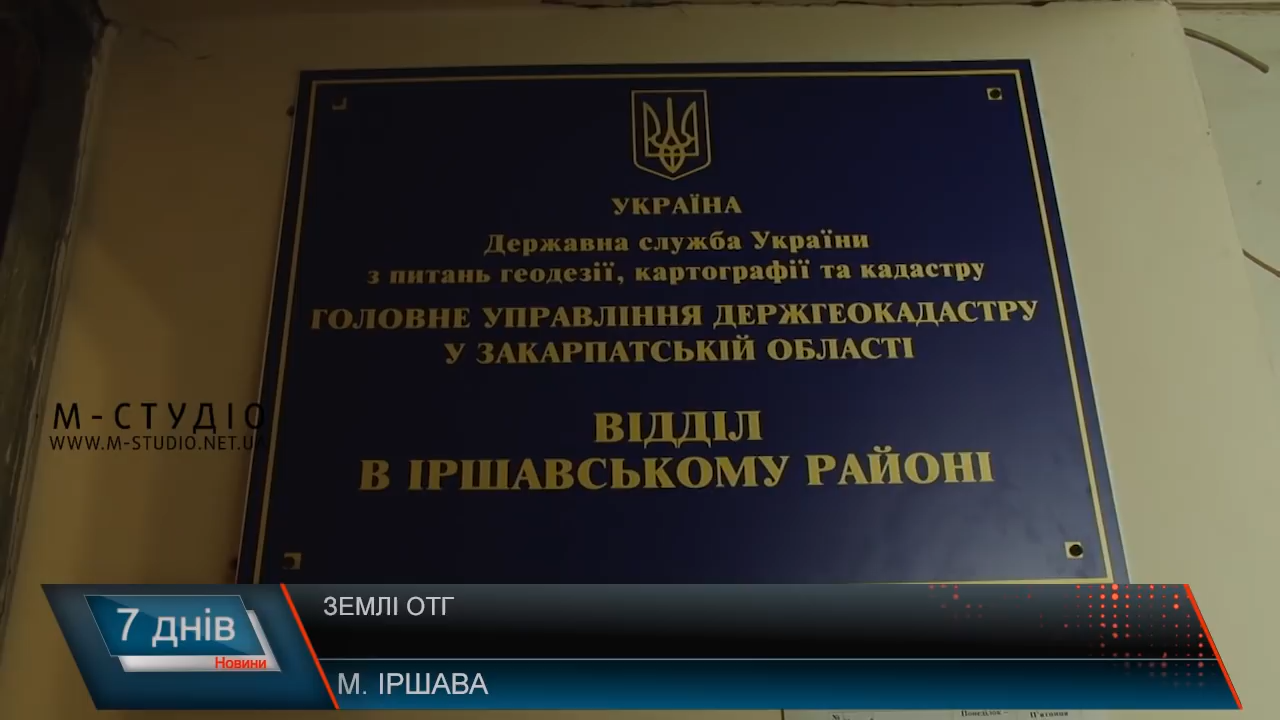 УКРАЇНА
Державна служба України
з питань геодезії, картографії та кадастру
ГОЛОВНЕ УПРАВЛІННЯ ДЕРЖГЕОКАДАСТРУ
У ЗАКАРПАТСЬКІЙ ОБЛАСТІ
ВІДДІЛ
В ІРШАВСЬКОМУ РАЙОНІ
М-СТУДІО
WWW.M-STUDIO.NET.UA
7 днів
Новини
ЗЕМЛІ ОТГ
М. ІРШАВА